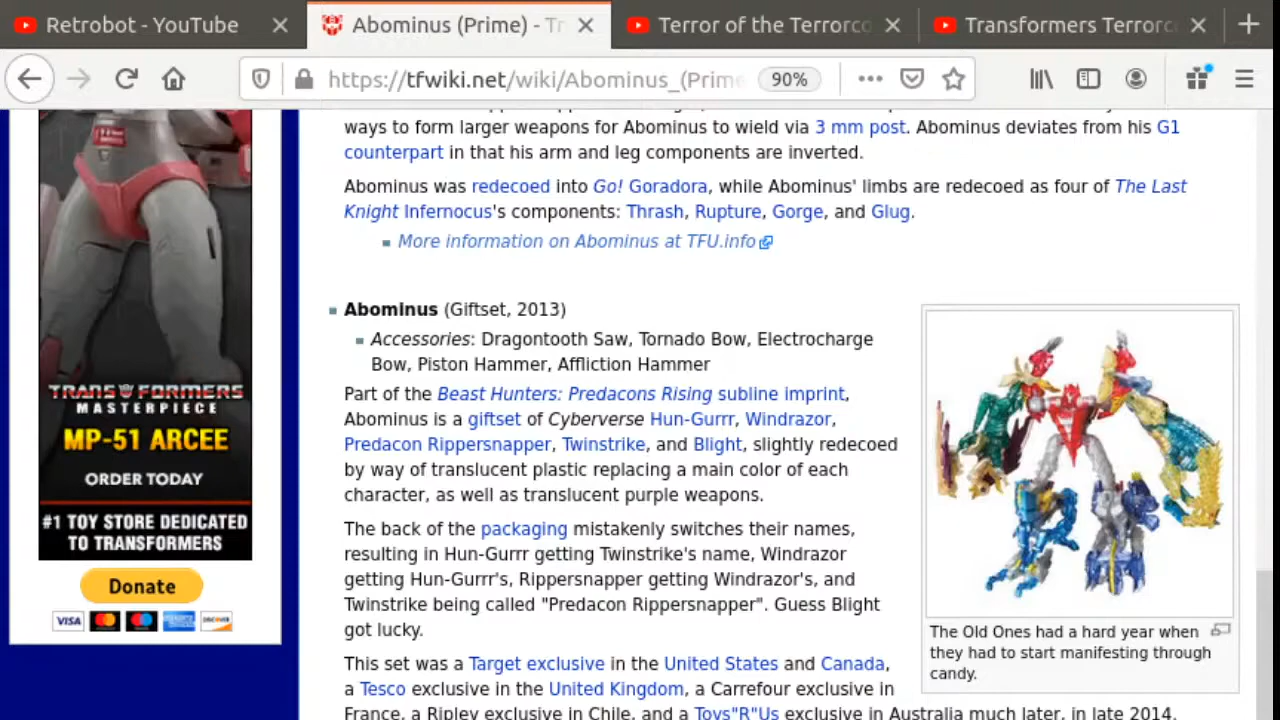 Retrobot - YouTube
Abominus (Prime) - Tr
Terror of the Terrorco
Transformers Terrorc
https://tfwiki.net/wiki/Abominus_(Prime
90%
ways to form larger weapons for Abominus to wield via 3 mm post. Abominus deviates from his G1
counterpart in that his arm and leg components are inverted.
Abominus was redecoed into Go! Goradora, while Abominus' limbs are redecoed as four of The Last
Knight Infernocus's components: Thrash, Rupture, Gorge, and Glug.
More information on Abominus at TFU.info
Abominus (Giftset, 2013)
Accessories: Dragontooth Saw, Tornado Bow, Electrocharge
Bow, Piston Hammer, Affliction Hammer
Part of the Beast Hunters: Predacons Rising subline imprint,
Abominus is a giftset of Cyberverse Hun-Gurrr, Windrazor,
Predacon Rippersnapper, Twinstrike, and Blight, slightly redecoed
by way of translucent plastic replacing a main color of each
character, as well as translucent purple weapons.
The back of the packaging mistakenly switches their names,
resulting in Hun-Gurrr getting Twinstrike's name, Windrazor
getting Hun-Gurrr's, Rippersnapper getting Windrazor's, and
Twinstrike being called "Predacon Rippersnapper". Guess Blight
got lucky.
This set was a Target exclusive in the United States and Canada,
a Tesco exclusive in the United Kingdom, a Carrefour exclusive in
France, a Ripley exclusive in Chile, and a Toys"R"Us exclusive in Australia much later, in late 2014.
The Old Ones had a hard year when
they had to start manifesting through
candy.
TRANSFORMERS
MASTERPIECE
MP-51 ARCEE
ORDER TODAY
#1 TOY STORE DEDICATED
TO TRANSFORMERS
Donate
VISA